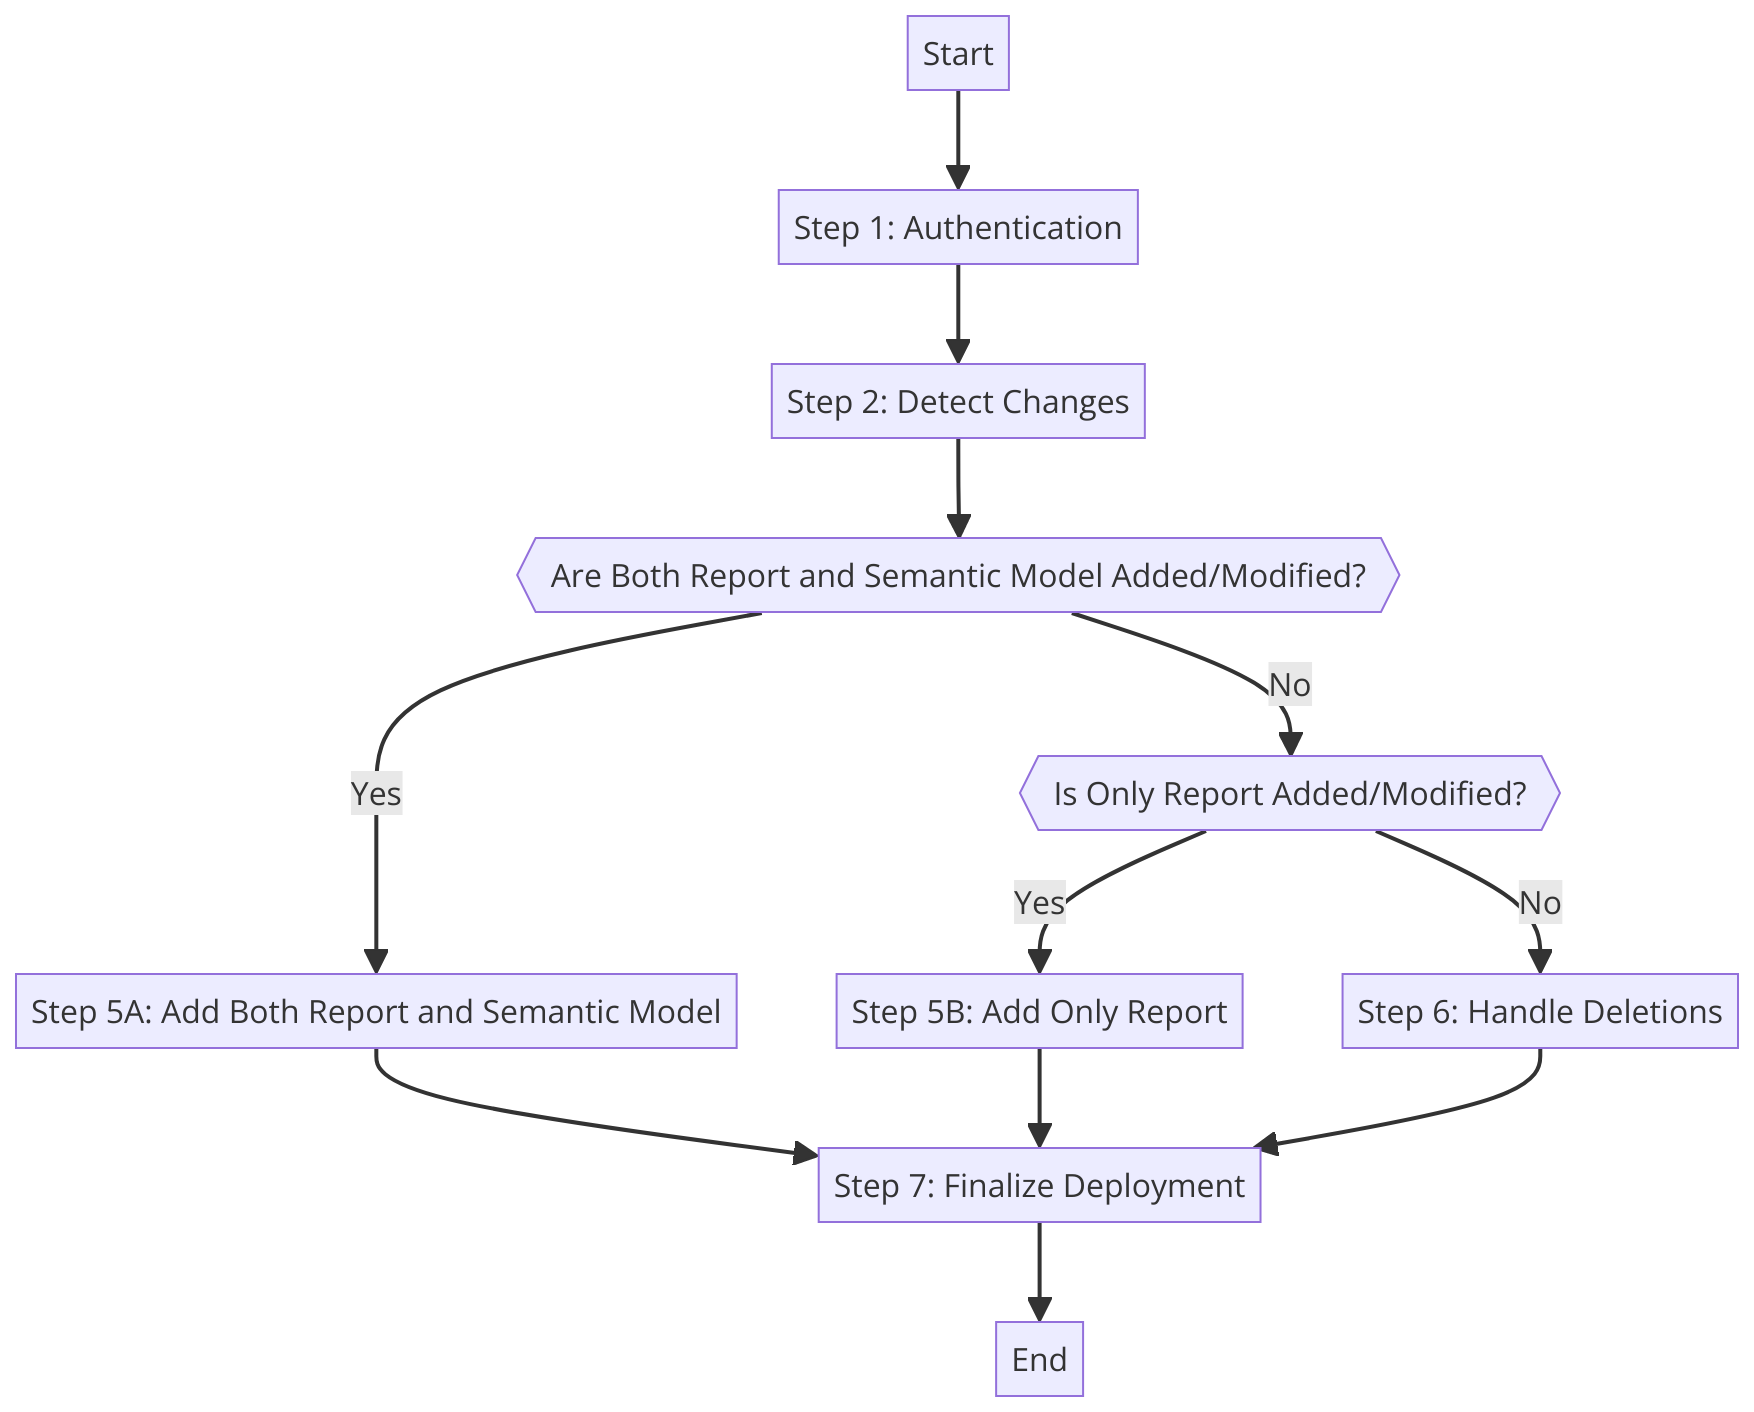 Start
Step 1: Authentication
Step 2: Detect Changes
Are Both Report and Semantic Model Added/Modified?
No
Yes
Is Only Report Added/Modified?
Yes
No
Step 5A: Add Both Report and Semantic Model
Step 5B: Add Only Report
Step 6: Handle Deletions
Step 7: Finalize Deployment
End